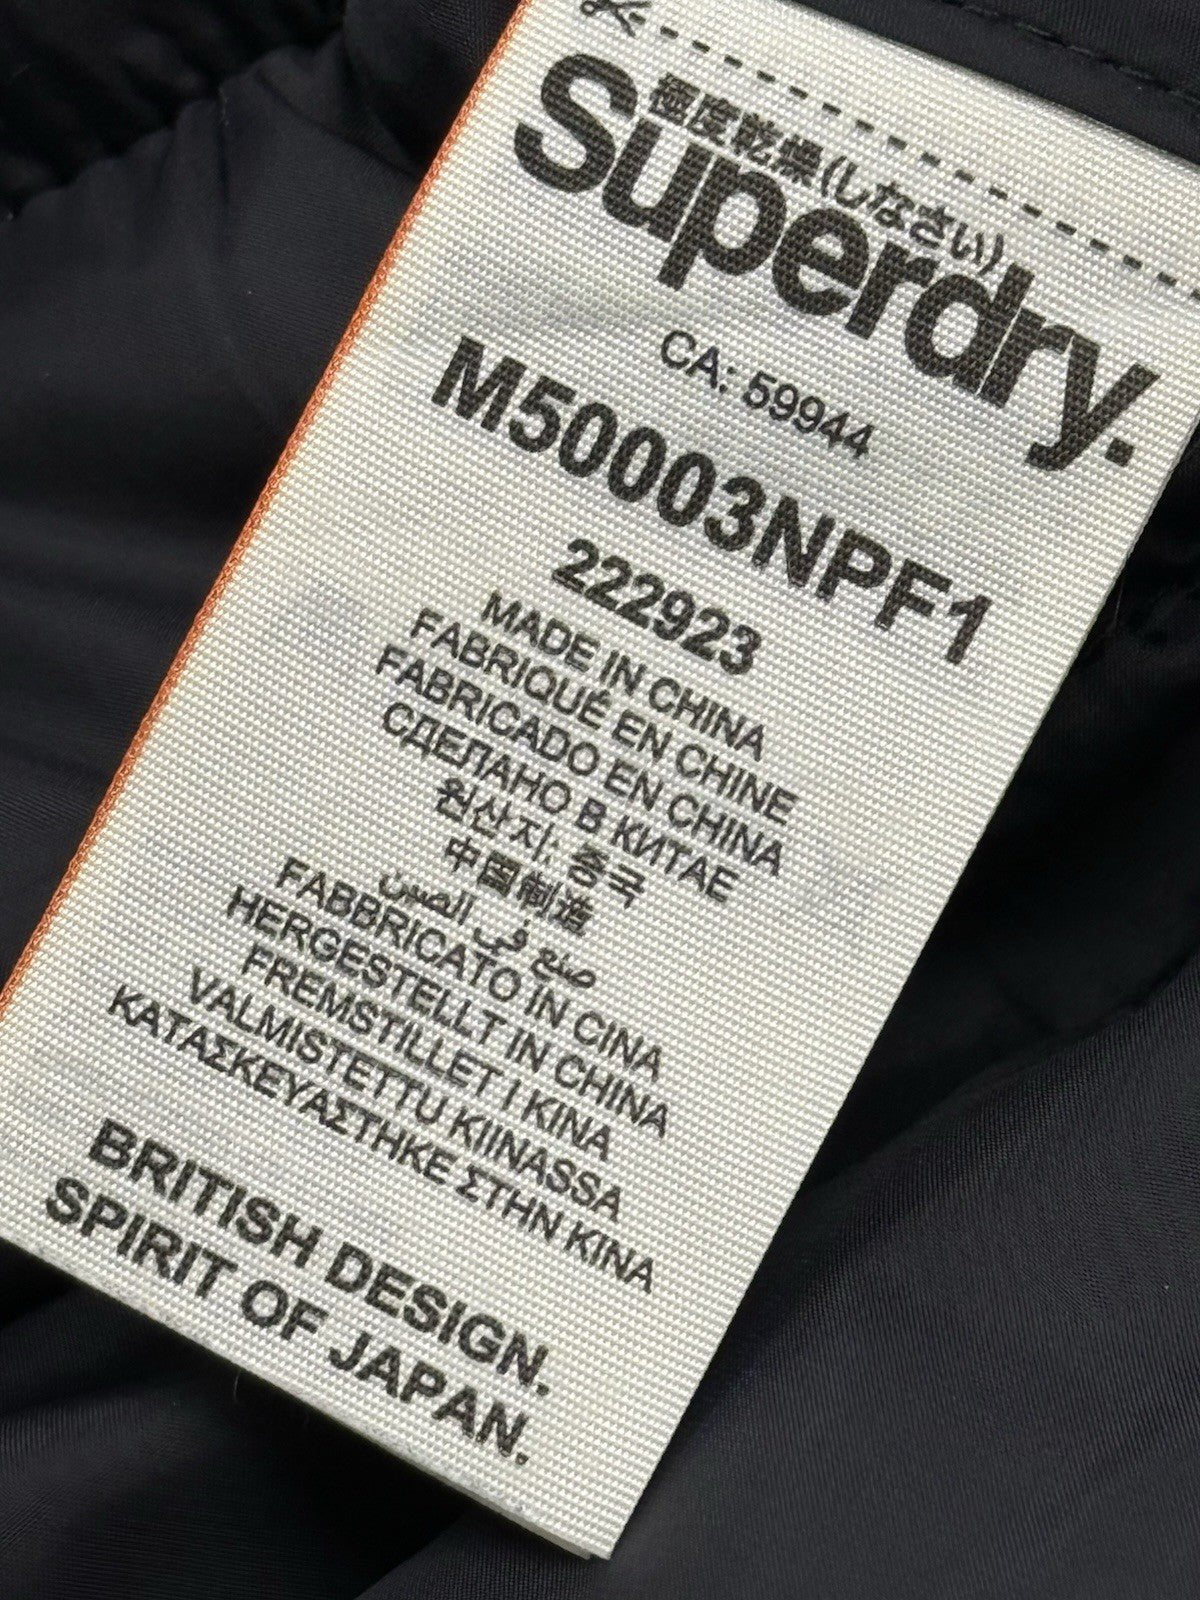 極度乾燥(しなさい)
Superdry.
CA: 59944
M50003NPF1
222923
MADE IN CHINA
FABRIQUÉ EN CHINE
FABRICADO EN CHINA
СДЕЛАНО В КИТАЕ
원산지: 중국
中国制造
صنع في الصين
FABBRICATO IN CINA
HERGESTELLT IN CHINA
FREMSTILLET I KINA
VALMISTETTU KIINASSA
ΚΑΤΑΣΚΕΥΑΣΤΗΚΕ ΣΤΗΝ ΚΙΝΑ
BRITISH DESIGN.
SPIRIT OF JAPAN.